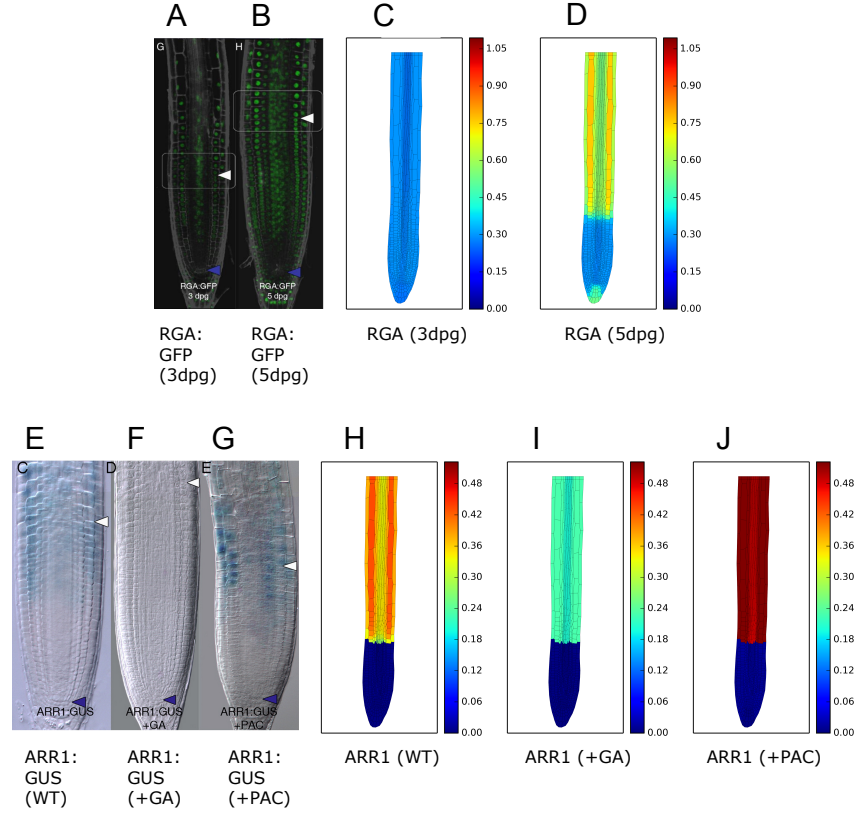 A
B
C
D
G
H
RGA:GFP
3 dpg
RGA:GFP
5 dpg
1.05
0.90
0.75
0.60
0.45
0.30
0.15
0.00
1.05
0.90
0.75
0.60
0.45
0.30
0.15
0.00
RGA:
GFP
(3dpg)
RGA:
GFP
(5dpg)
RGA (3dpg)
RGA (5dpg)
E
F
G
H
I
J
C
D
E
ARR1:GUS
ARR1:GUS
+GA
ARR1:GUS
+PAC
0.48
0.42
0.36
0.30
0.24
0.18
0.12
0.06
0.00
0.48
0.42
0.36
0.30
0.24
0.18
0.12
0.06
0.00
0.48
0.42
0.36
0.30
0.24
0.18
0.12
0.06
0.00
ARR1:
GUS
(WT)
ARR1:
GUS
(+GA)
ARR1:
GUS
(+PAC)
ARR1 (WT)
ARR1 (+GA)
ARR1 (+PAC)